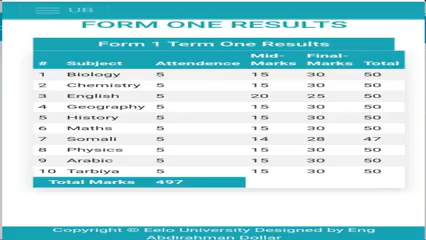 UB
FORM ONE RESULTS
Form 1 Term One Results
# Subject Attendence Mid-Marks Final-Marks Total
1 Biology 5 15 30 50
2 Chemistry 5 15 30 50
3 English 5 20 25 50
4 Geography 5 15 30 50
5 History 5 15 30 50
6 Maths 5 15 30 50
7 Somali 5 14 28 47
8 Physics 5 15 30 50
9 Arabic 5 15 30 50
10 Tarbiya 5 15 30 50
Total Marks 497
Copyright © Eelo University Designed by Eng
Abdirahman Dollar